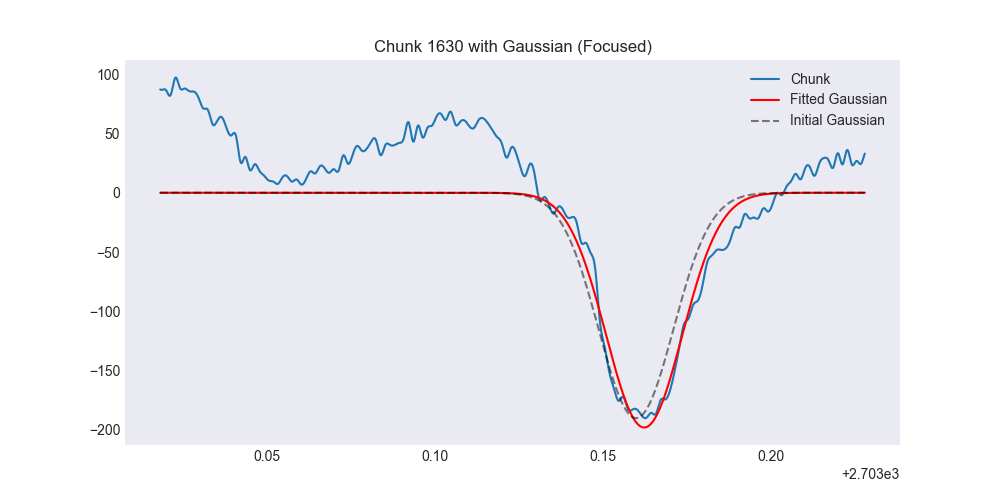 Chunk 1630 with Gaussian (Focused)
100
50
0
−50
−100
−150
−200
Chunk
Fitted Gaussian
Initial Gaussian
0.05 0.10 0.15 0.20
+2.703e3